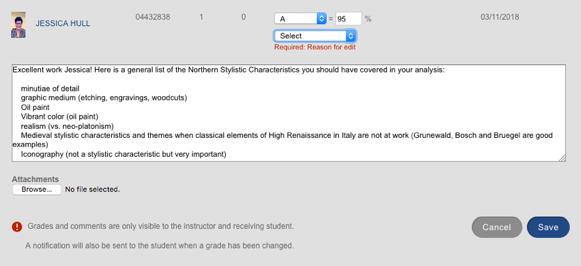 JESSICA HULL 04432838 1 0 A = 95 % 03/11/2018
Select
Required: Reason for edit
Excellent work Jessica! Here is a general list of the Northern Stylistic Characteristics you should have covered in your analysis:
minutiae of detail
graphic medium (etching, engravings, woodcuts)
Oil paint
Vibrant color (oil paint)
realism (vs. neo-platonism)
Medieval stylistic characteristics and themes when classical elements of High Renaissance in Italy are not at work (Grunewald, Bosch and Bruegel are good
examples)
Iconography (not a stylistic characteristic but very important)
Attachments
Browse... No file selected.
! Grades and comments are only visible to the instructor and receiving student.
Cancel Save
A notification will also be sent to the student when a grade has been changed.